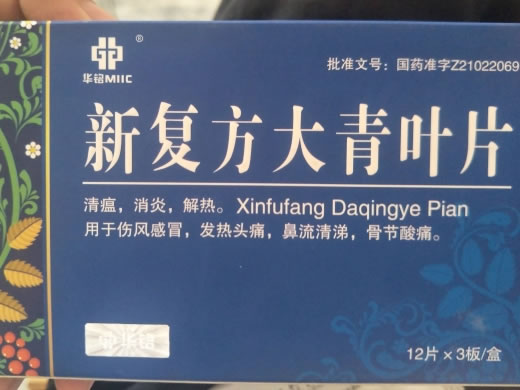 华铭MIIC®
批准文号：国药准字Z21022069
新复方大青叶片
清瘟，消炎，解热。Xinfufang Daqingye Pian
用于伤风感冒，发热头痛，鼻流清涕，骨节酸痛。
华铭
12片×3板/盒